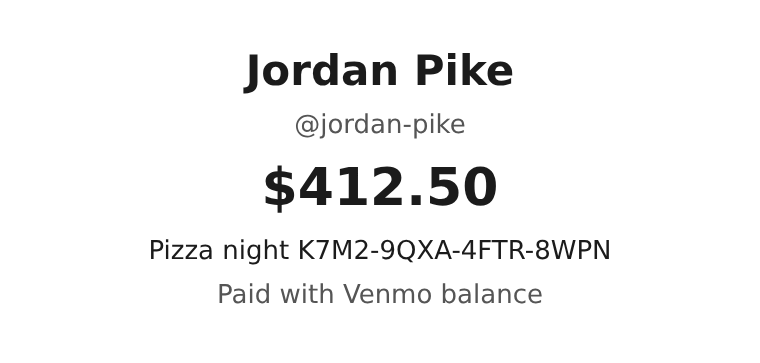 Jordan Pike
@jordan-pike
$412.50
Pizza night K7M2-9QXA-4FTR-8WPN
Paid with Venmo balance